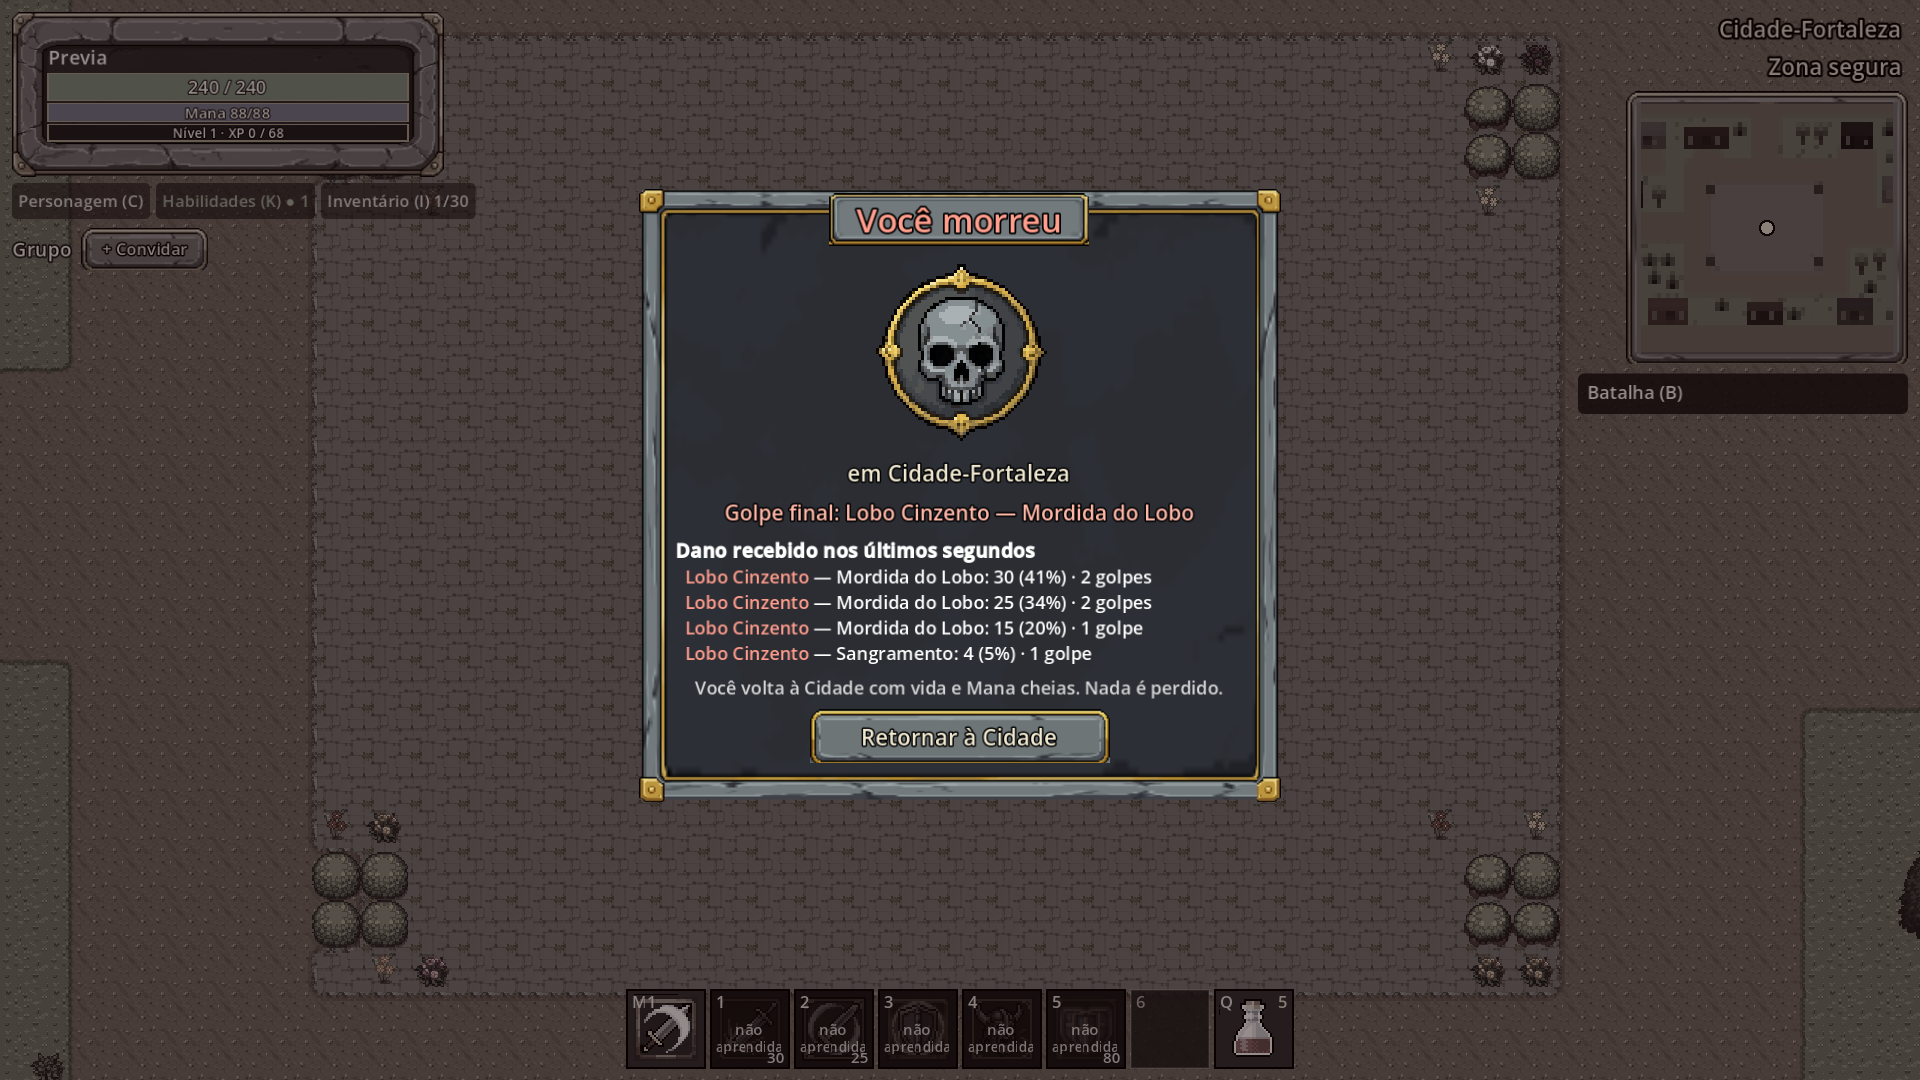 Previa
240 / 240
Mana 88/88
Nível 1 · XP 0 / 68
Personagem (C)
Habilidades (K) ● 1
Inventário (I) 1/30
Grupo
+ Convidar
Cidade-Fortaleza
Zona segura
Batalha (B)
Você morreu
em Cidade-Fortaleza
Golpe final: Lobo Cinzento — Mordida do Lobo
Dano recebido nos últimos segundos
Lobo Cinzento — Mordida do Lobo: 30 (41%) · 2 golpes
Lobo Cinzento — Mordida do Lobo: 25 (34%) · 2 golpes
Lobo Cinzento — Mordida do Lobo: 15 (20%) · 1 golpe
Lobo Cinzento — Sangramento: 4 (5%) · 1 golpe
Você volta à Cidade com vida e Mana cheias. Nada é perdido.
Retornar à Cidade
M1
1
não
aprendida
30
2
não
aprendida
25
3
não
aprendida
4
não
aprendida
5
não
aprendida
80
6
Q
5